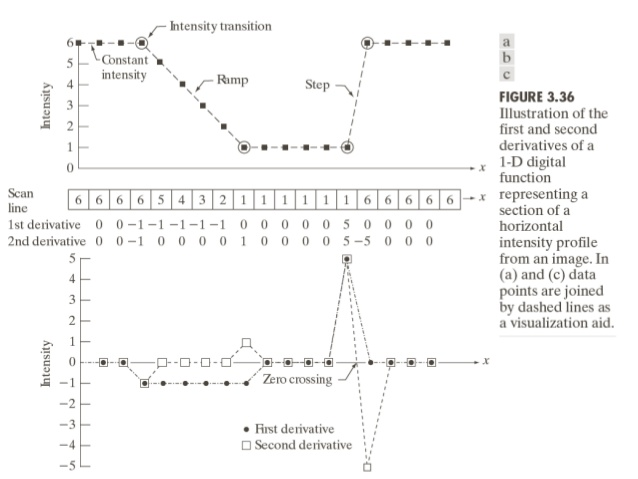 Intensity transition
6
5
4
3
2
1
0
Intensity
Constant
intensity
Ramp
Step
x
Scan
line
6 6 6 6 5 4 3 2 1 1 1 1 1 1 6 6 6 6 6 x
1st derivative 0 0 −1 −1 −1 −1 −1 0 0 0 0 0 5 0 0 0 0
2nd derivative 0 0 −1 0 0 0 0 1 0 0 0 0 5 −5 0 0 0
5
4
3
2
1
0
−1
−2
−3
−4
−5
Intensity
x
Zero crossing
First derivative
Second derivative
a
b
c
FIGURE 3.36
Illustration of the
first and second
derivatives of a
1-D digital
function
representing a
section of a
horizontal
intensity profile
from an image. In
(a) and (c) data
points are joined
by dashed lines as
a visualization aid.